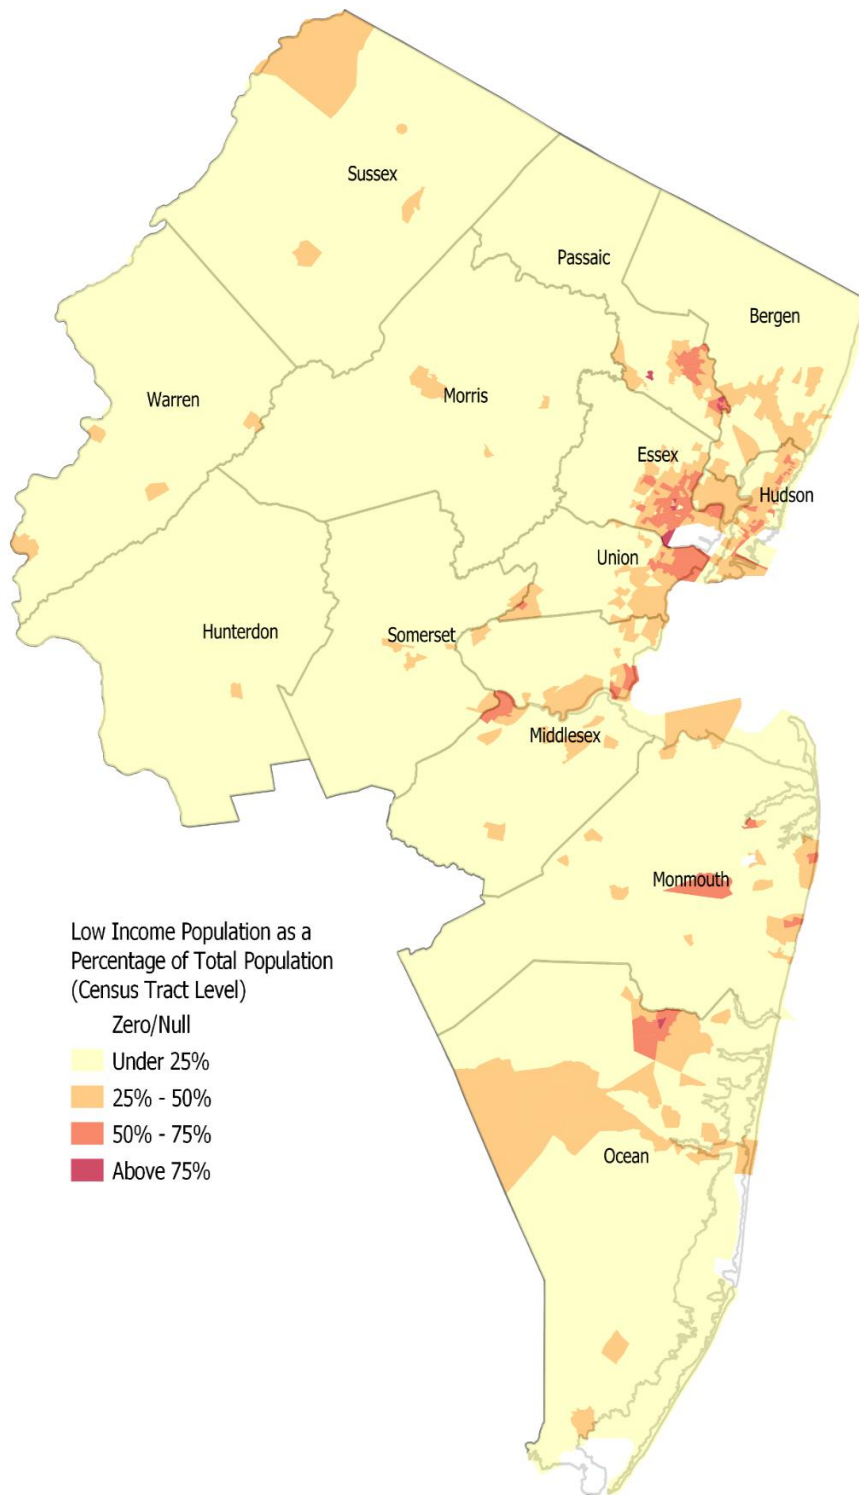 Sussex
Passaic
Bergen
Warren
Morris
Essex
Hudson
Union
Hunterdon
Somerset
Middlesex
Monmouth
Low Income Population as a
Percentage of Total Population
(Census Tract Level)
Zero/Null
Under 25%
25% - 50%
50% - 75%
Above 75%
Ocean